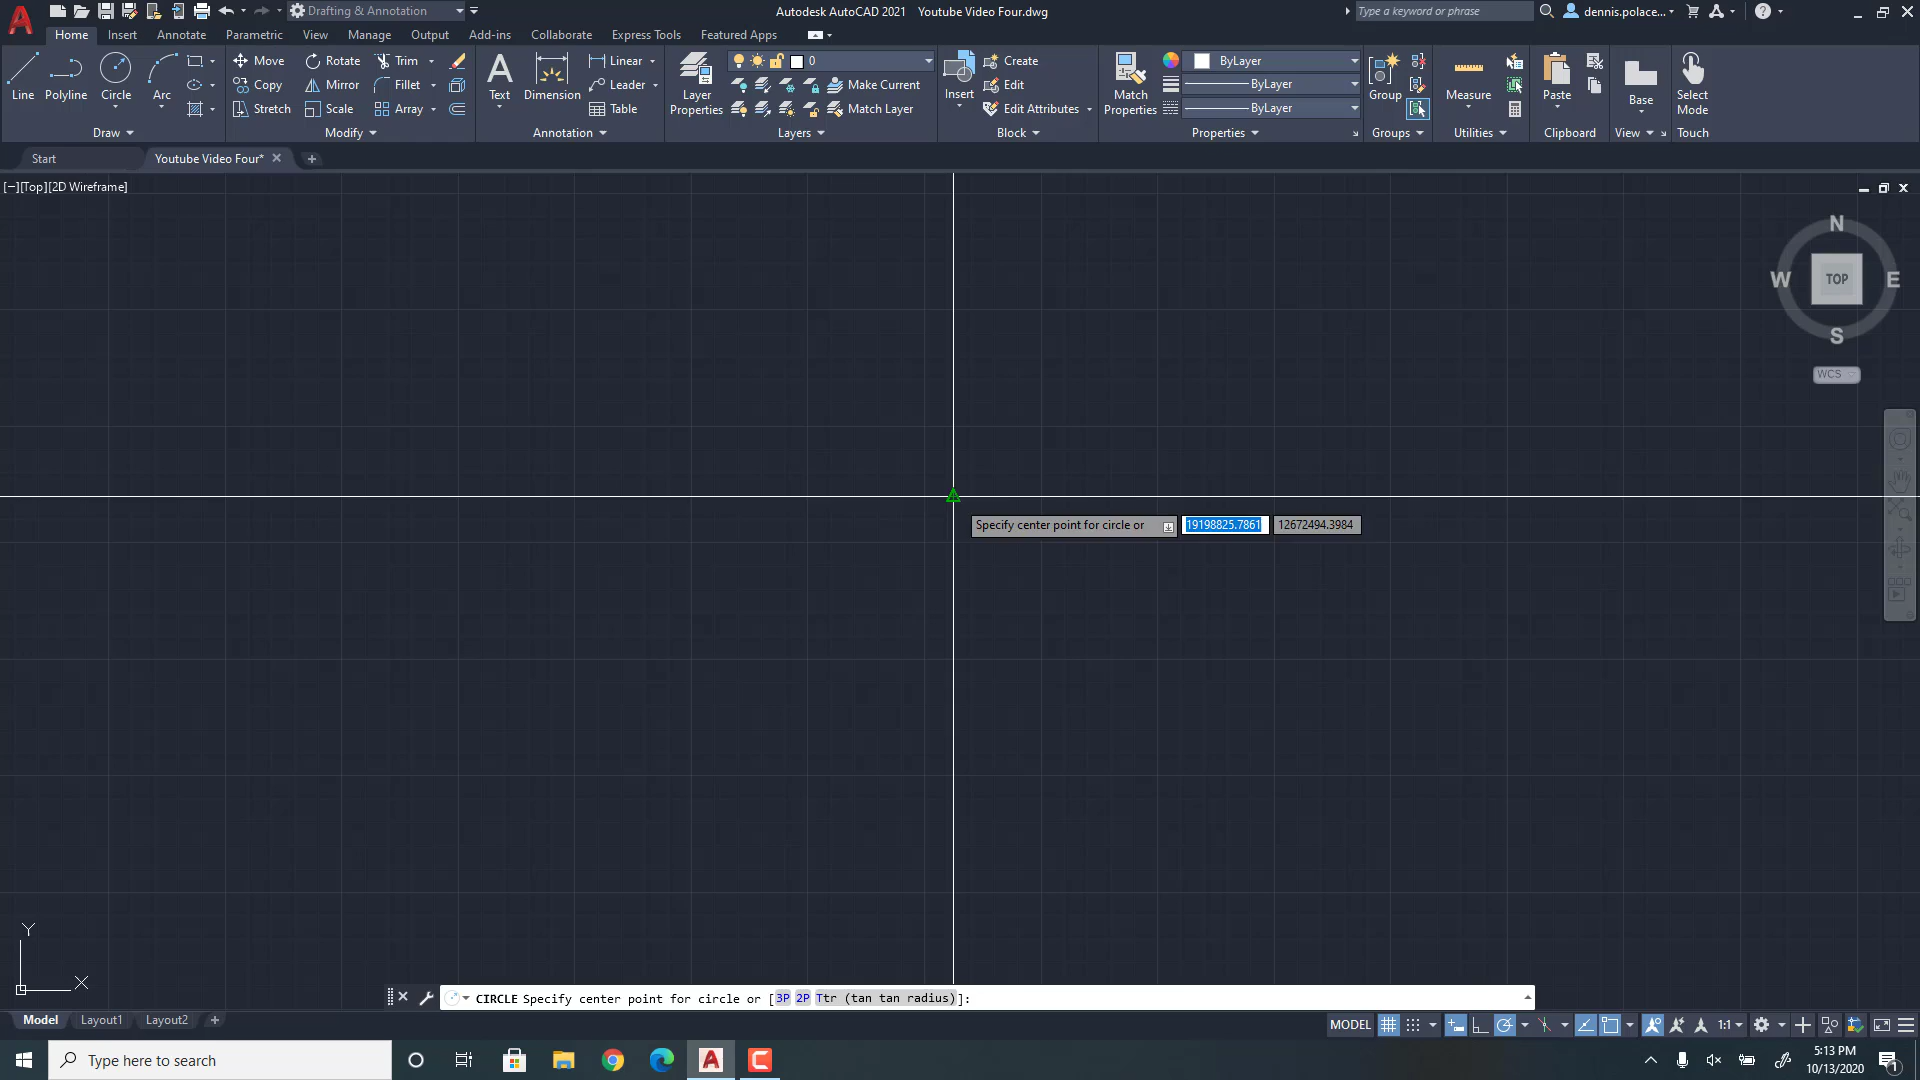 Drafting & Annotation
Autodesk AutoCAD 2021 Youtube Video Four.dwg
Type a keyword or phrase
dennis.polace...
Home Insert Annotate Parametric View Manage Output Add-ins Collaborate Express Tools Featured Apps
Line Polyline Circle Arc
Draw
Move Rotate Trim
Copy Mirror Fillet
Stretch Scale Array
Modify
Text Dimension
Linear
Leader
Table
Annotation
Layer Properties
0
Make Current
Match Layer
Layers
Insert
Create
Edit
Edit Attributes
Block
Match Properties
ByLayer
ByLayer
ByLayer
Properties
Group
Groups
Measure
Utilities
Paste
Clipboard
Base
View
Select Mode
Touch
Start Youtube Video Four*
[−][Top][2D Wireframe]
N
W TOP E
S
WCS
Specify center point for circle or 19198825.7861 12672494.3984
Y
X
CIRCLE Specify center point for circle or [3P 2P Ttr (tan tan radius)]:
Model Layout1 Layout2
MODEL 1:1
Type here to search
5:13 PM
10/13/2020
1